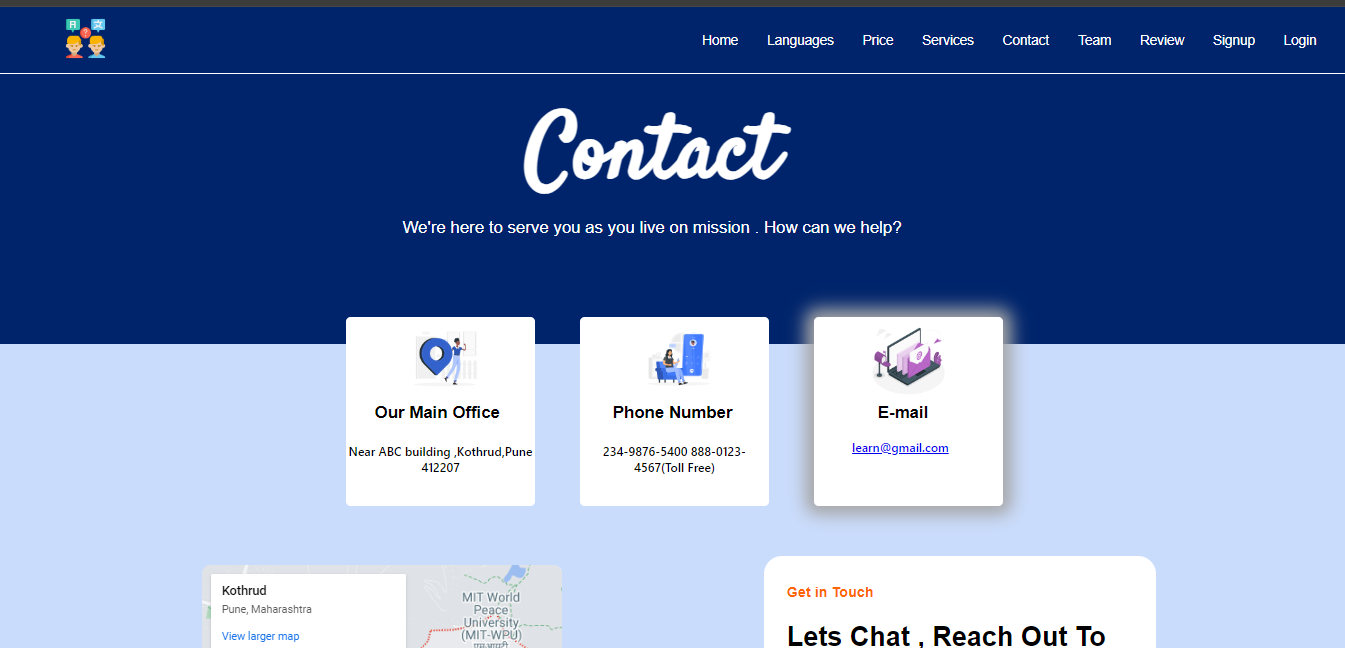 Home Languages Price Services Contact Team Review Signup Login
Contact
We're here to serve you as you live on mission . How can we help?
Our Main Office
Near ABC building ,Kothrud,Pune
412207
Phone Number
234-9876-5400 888-0123-
4567(Toll Free)
E-mail
learn@gmail.com
Kothrud
Pune, Maharashtra
View larger map
MIT World
Peace
University
(MIT-WPU)
Get in Touch
Lets Chat , Reach Out To